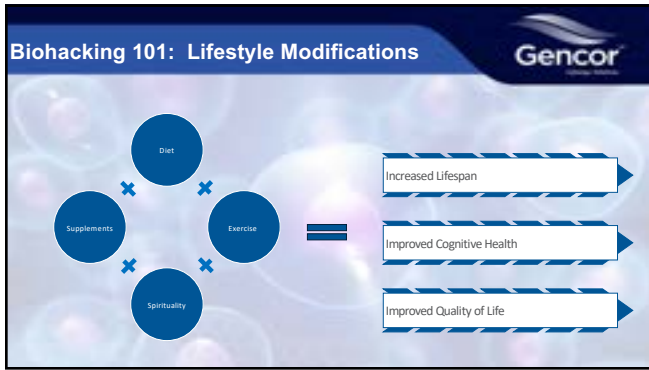 Biohacking 101: Lifestyle Modifications
Gencor
Diet
Supplements
Exercise
Spirituality
Increased Lifespan
Improved Cognitive Health
Improved Quality of Life